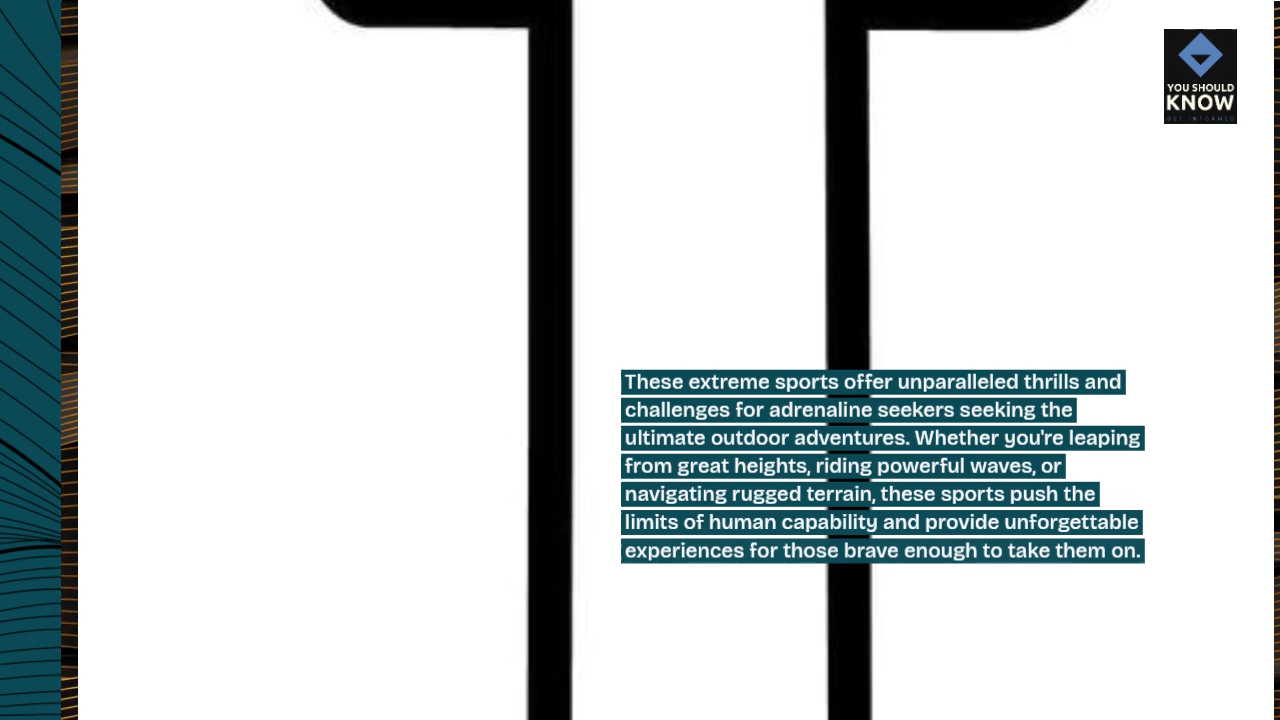 YOU SHOULD
KNOW
GET INFORMED
These extreme sports offer unparalleled thrills and
challenges for adrenaline seekers seeking the
ultimate outdoor adventures. Whether you're leaping
from great heights, riding powerful waves, or
navigating rugged terrain, these sports push the
limits of human capability and provide unforgettable
experiences for those brave enough to take them on.